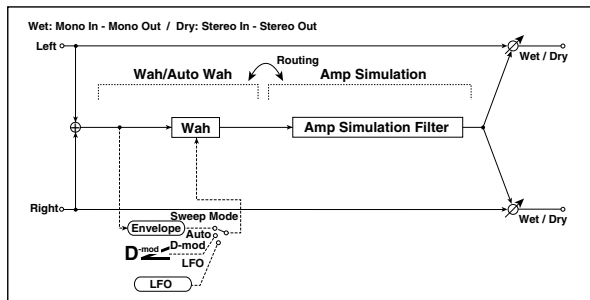 Wet: Mono In - Mono Out / Dry: Stereo In - Stereo Out
Left
Wet / Dry
Routing
Wah/Auto Wah
Amp Simulation
Wah
Amp Simulation Filter
Right
Wet / Dry
Sweep Mode
Envelope
Auto
D-mod
D-mod
LFO
LFO